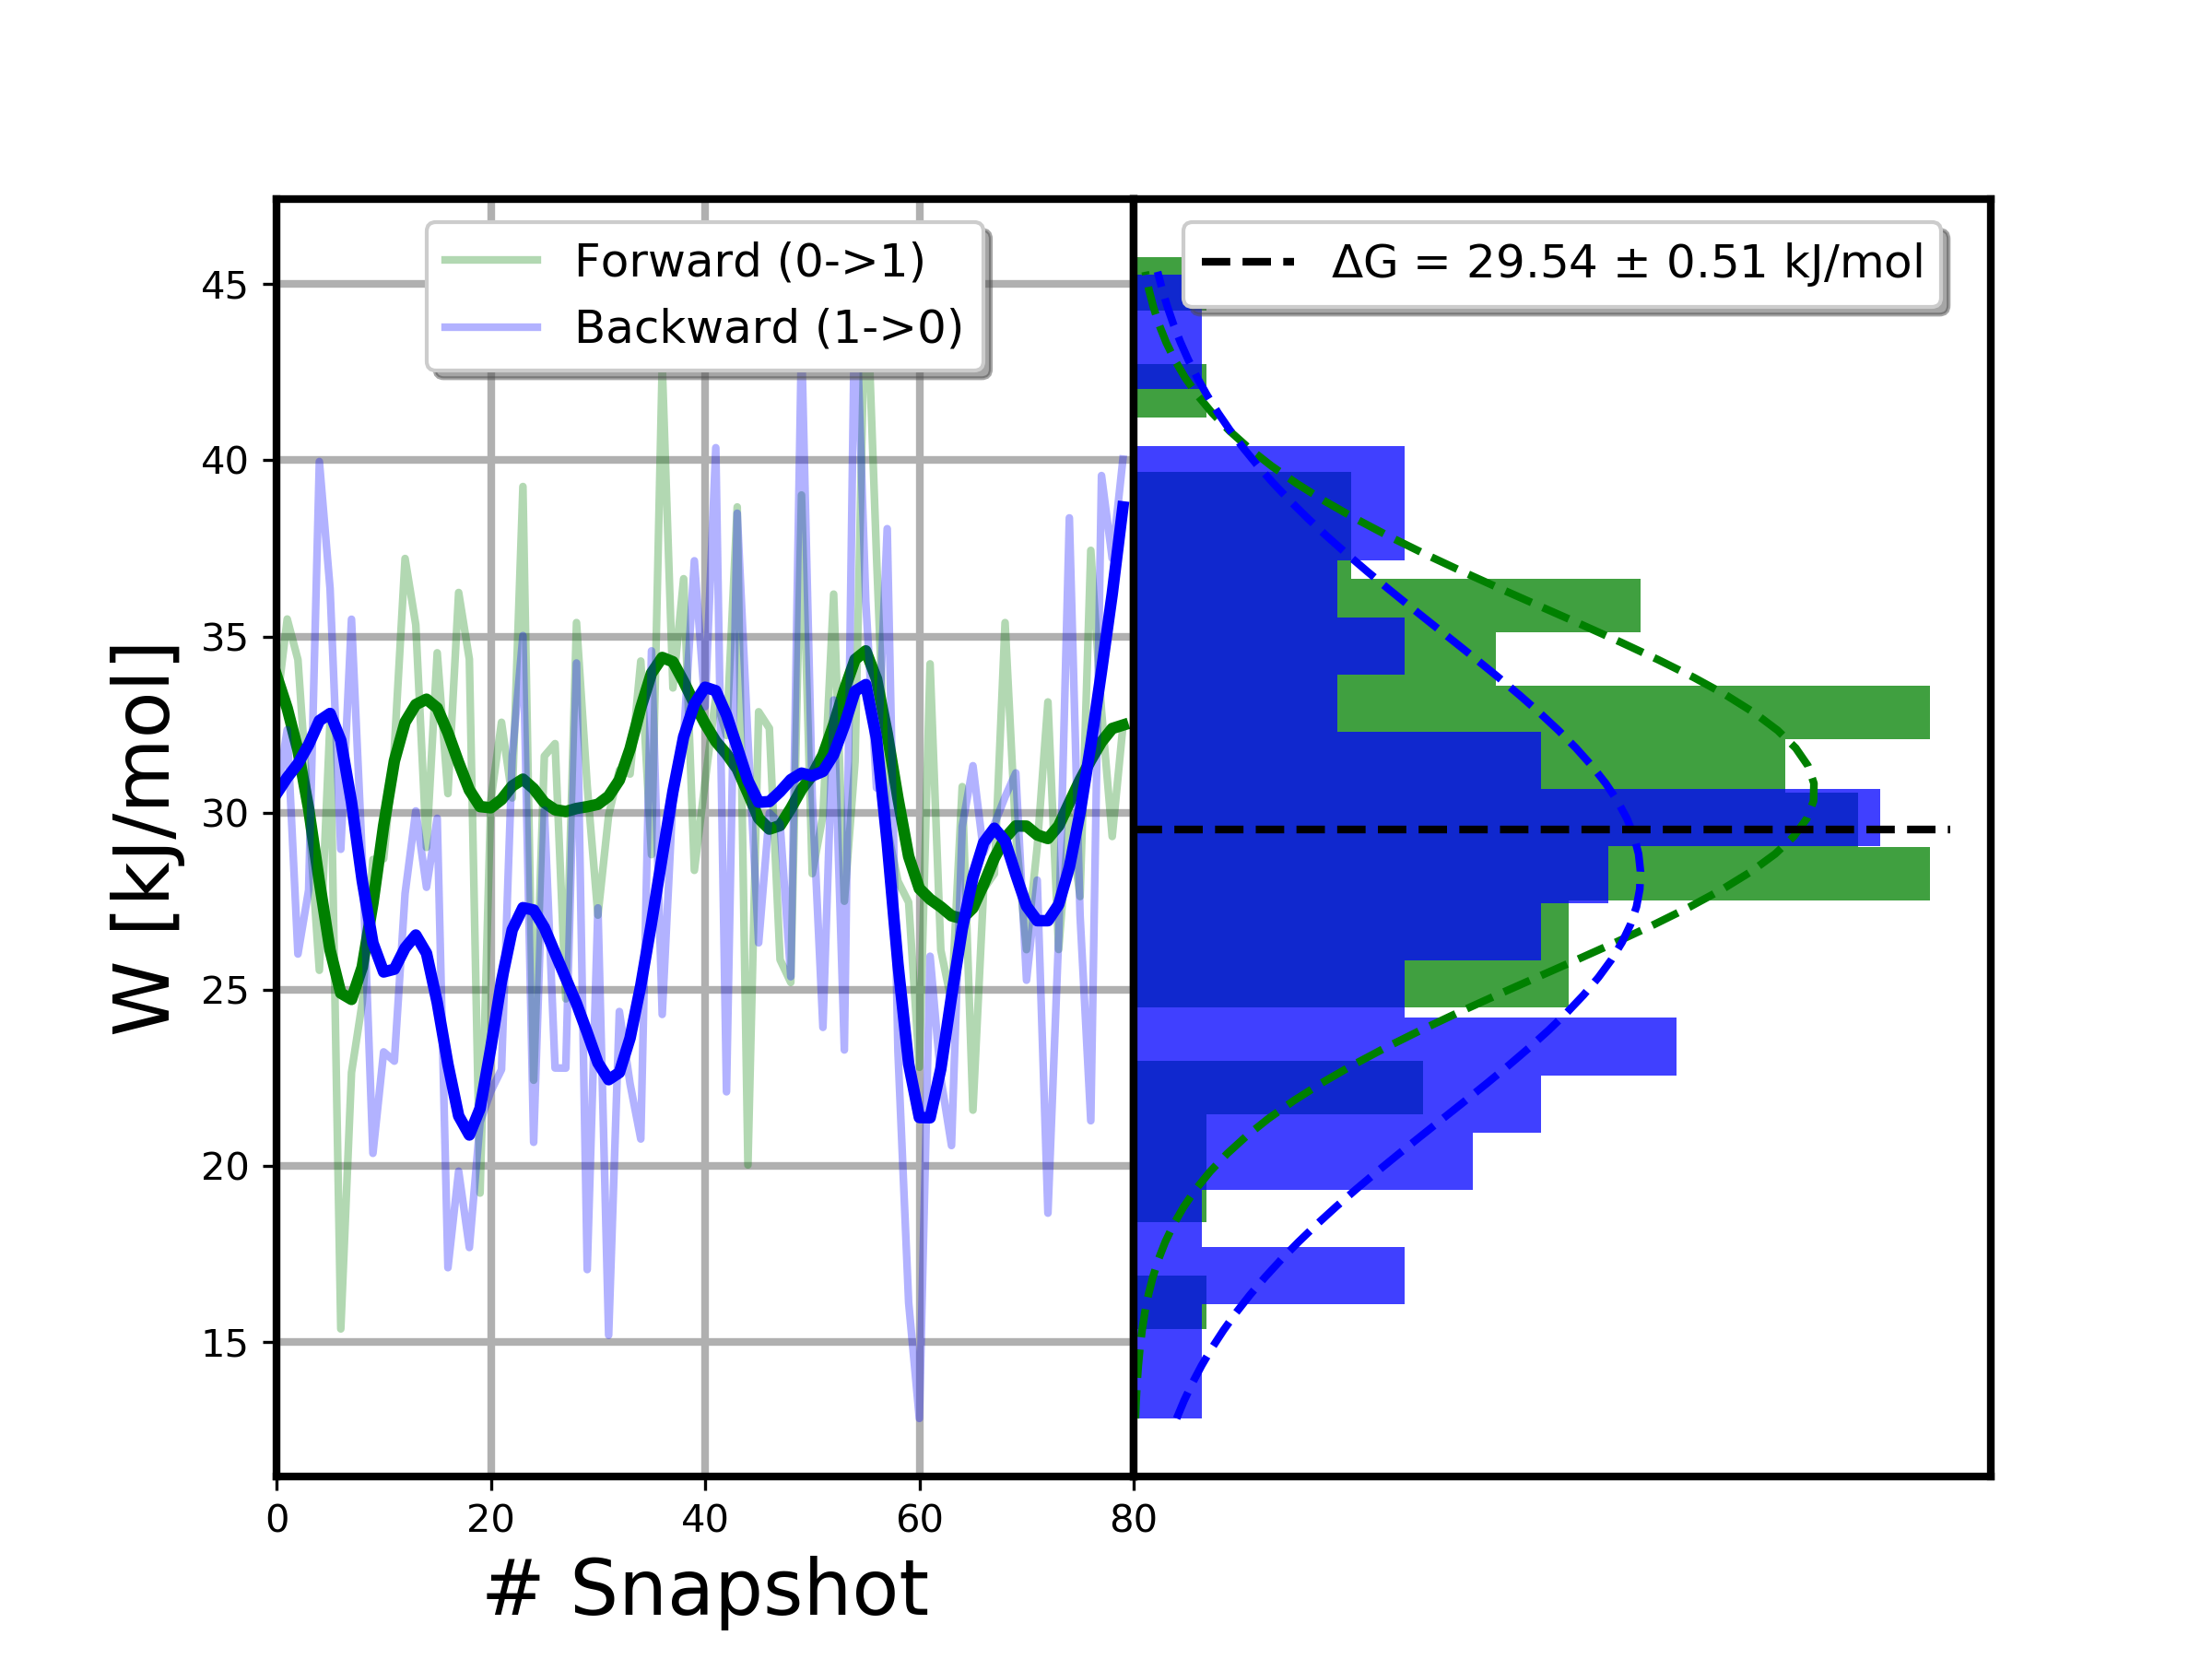 Forward (0->1)
Backward (1->0)
ΔG = 29.54 ± 0.51 kJ/mol
W [kJ/mol]
45
40
35
30
25
20
15
0 20 40 60 80
# Snapshot